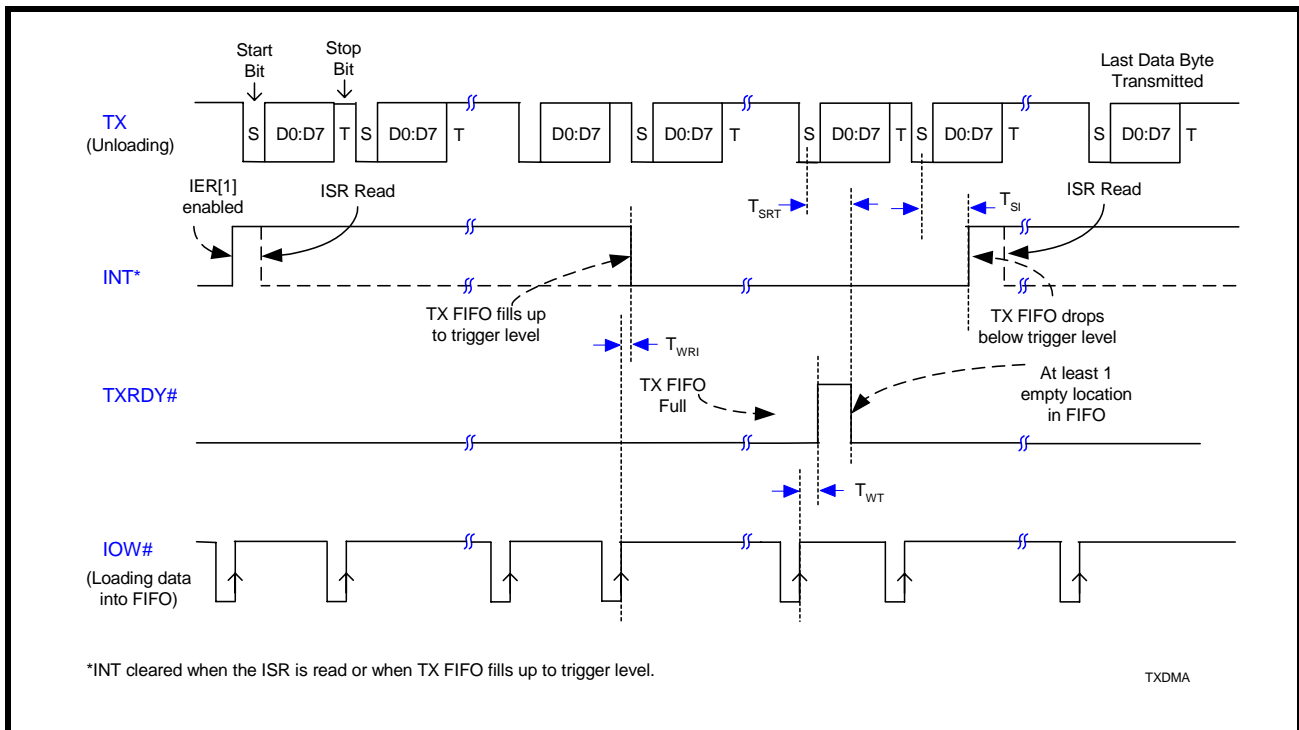 Start
Bit
Stop
Bit
Last Data Byte
Transmitted
TX
(Unloading)
S D0:D7 T S D0:D7 T D0:D7 S D0:D7 T S D0:D7 T S D0:D7 T S D0:D7 T
IER[1]
enabled
ISR Read
TSRT
TSI
ISR Read
INT*
TX FIFO fills up
to trigger level
TX FIFO drops
below trigger level
TWRI
TXRDY#
TX FIFO
Full
At least 1
empty location
in FIFO
TWT
IOW#
(Loading data
into FIFO)
*INT cleared when the ISR is read or when TX FIFO fills up to trigger level.
TXDMA